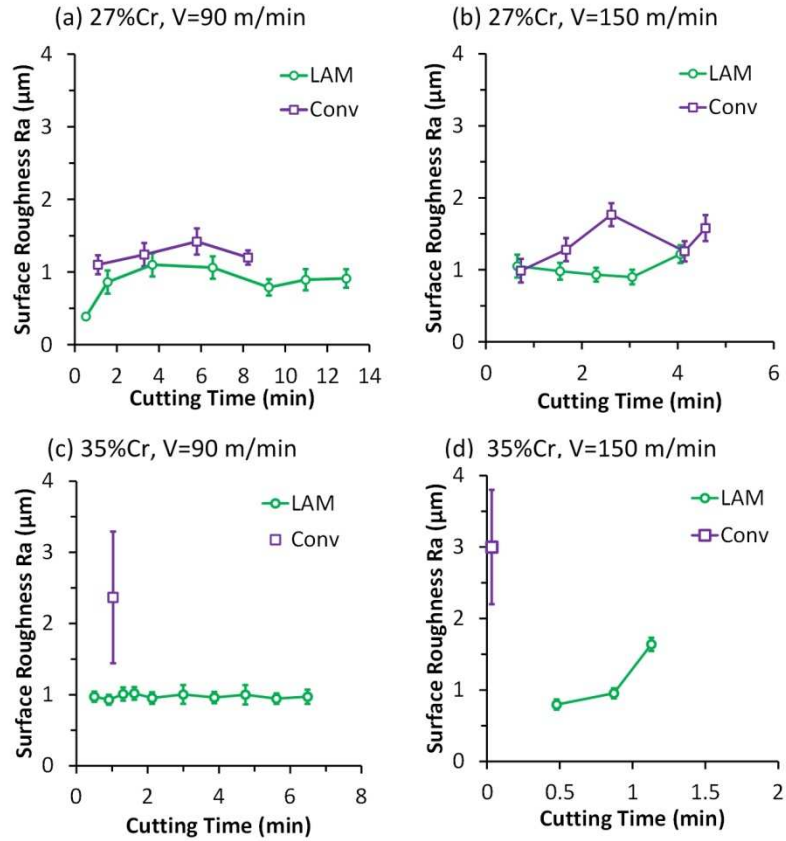 (a) 27%Cr, V=90 m/min
Surface Roughness Ra (µm)
4
3
2
1
0
LAM
Conv
0 2 4 6 8 10 12 14
Cutting Time (min)
(b) 27%Cr, V=150 m/min
Surface Roughness Ra (µm)
4
3
2
1
0
LAM
Conv
0 2 4 6
Cutting Time (min)
(c) 35%Cr, V=90 m/min
Surface Roughness Ra (µm)
4
3
2
1
0
LAM
Conv
0 2 4 6 8
Cutting Time (min)
(d) 35%Cr, V=150 m/min
Surface Roughness Ra (µm)
4
3
2
1
0
LAM
Conv
0 0.5 1 1.5 2
Cutting Time (min)